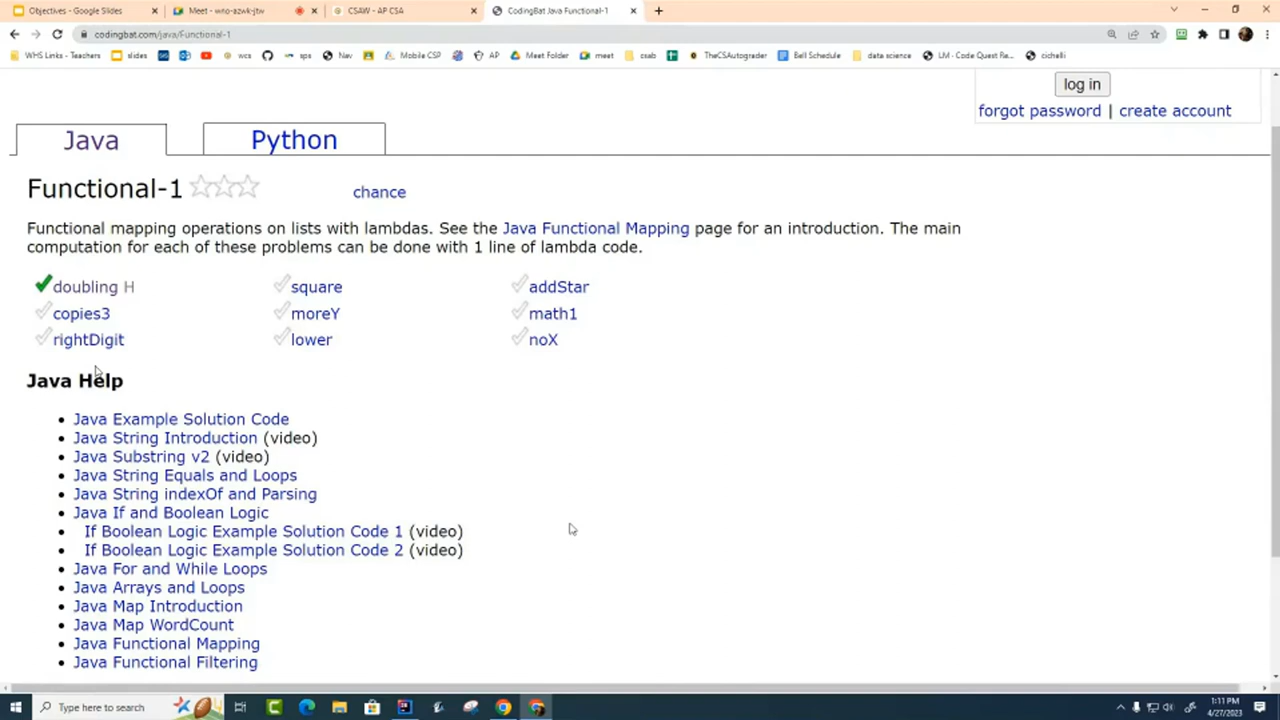 Objectives - Google Slides
Meet - wno-azwk-jtw
CSAW - AP CSA
CodingBat Java Functional-1
codingbat.com/java/Functional-1
WHS Links - Teachers
slides
wcs
sps
Nav
Mobile CSP
AP
Meet Folder
meet
csab
TheCSAutograder
Bell Schedule
data science
LM - Code Quest Re...
cichelli
log in
forgot password | create account
Java
Python
Functional-1
chance
Functional mapping operations on lists with lambdas. See the Java Functional Mapping page for an introduction. The main
computation for each of these problems can be done with 1 line of lambda code.
doubling H square addStar
copies3 moreY math1
rightDigit lower noX
Java Help
Java Example Solution Code
Java String Introduction (video)
Java Substring v2 (video)
Java String Equals and Loops
Java String indexOf and Parsing
Java If and Boolean Logic
If Boolean Logic Example Solution Code 1 (video)
If Boolean Logic Example Solution Code 2 (video)
Java For and While Loops
Java Arrays and Loops
Java Map Introduction
Java Map WordCount
Java Functional Mapping
Java Functional Filtering
Type here to search
1:11 PM
4/27/2023